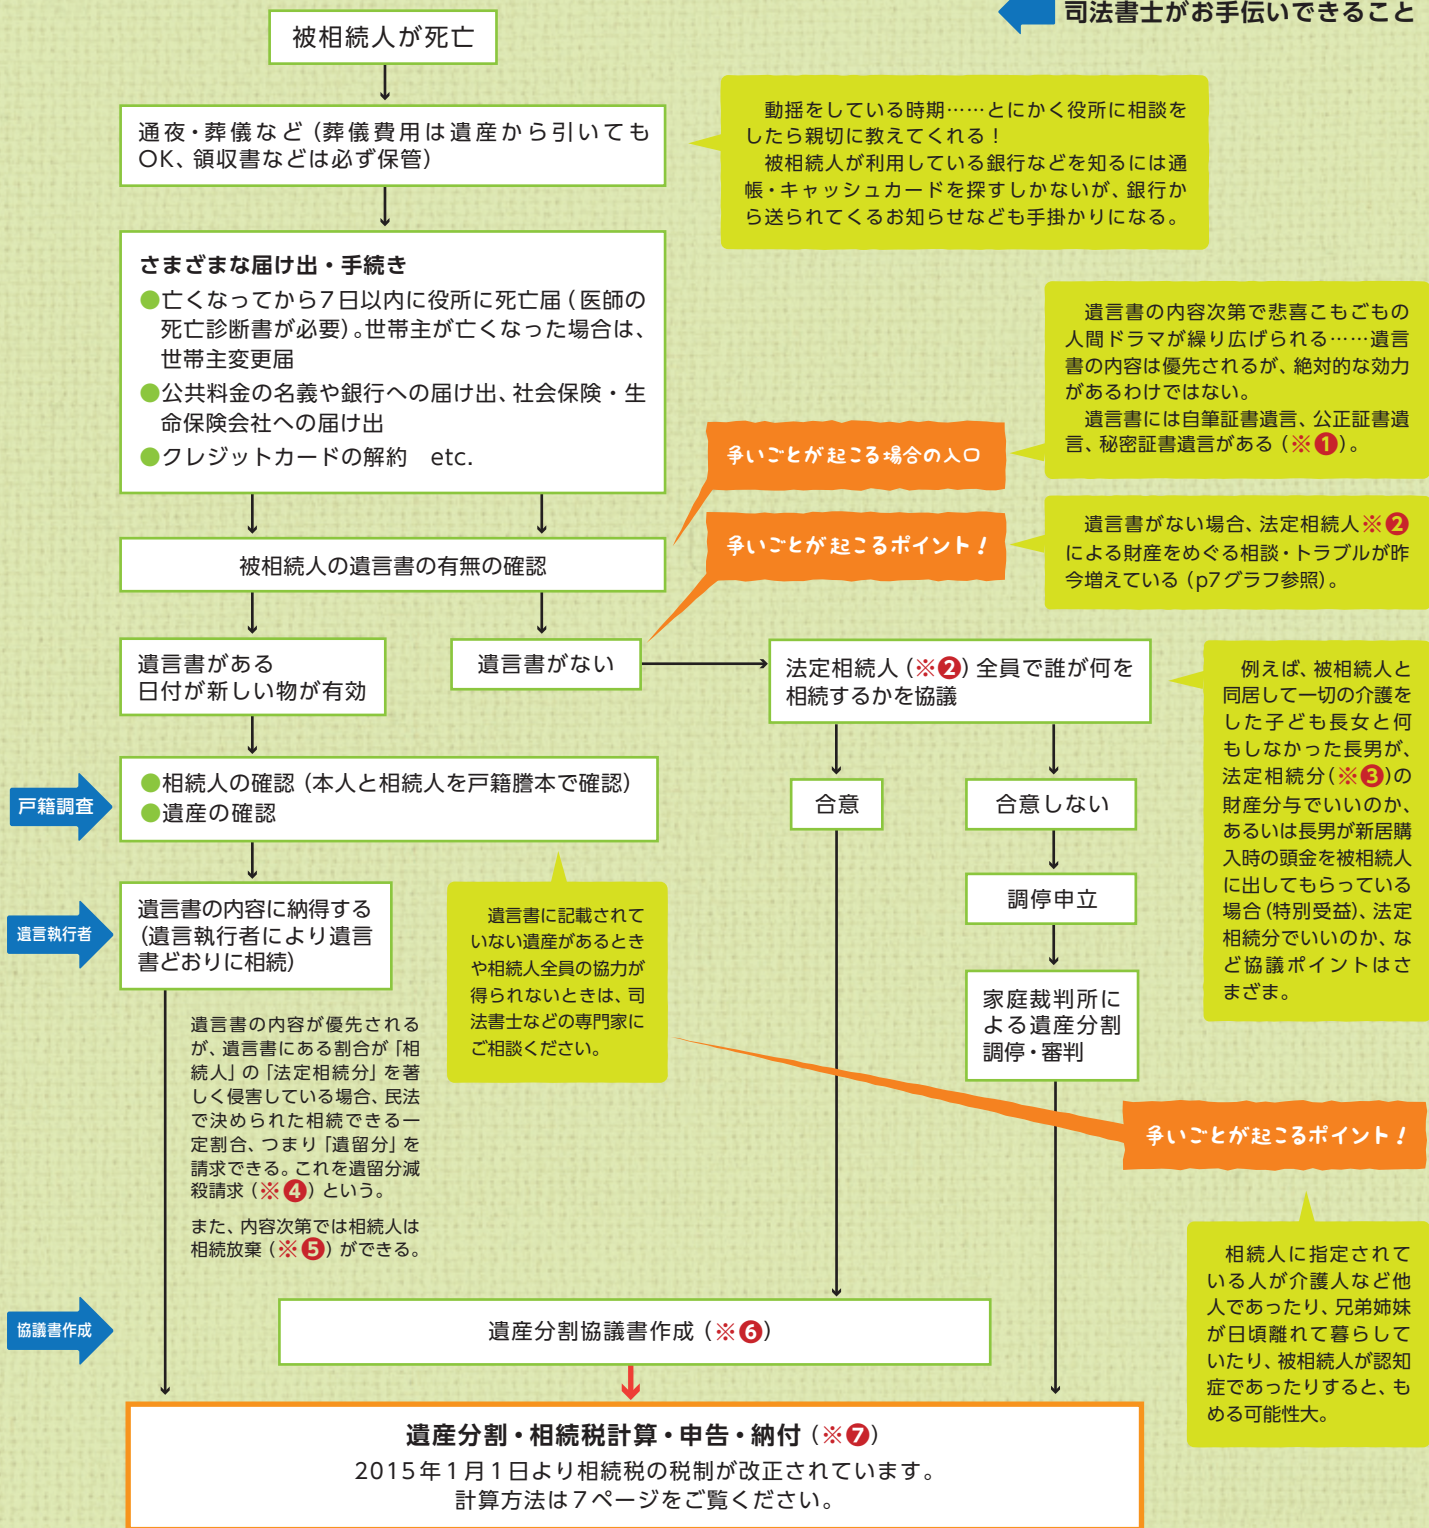 司法書士がお手伝いできること
被相続人が死亡
通夜・葬儀など（葬儀費用は遺産から引いても
OK、領収書などは必ず保管）
動揺をしている時期……とにかく役所に相談を
したら親切に教えてくれる！
被相続人が利用している銀行などを知るには通
帳・キャッシュカードを探すしかないが、銀行か
ら送られてくるお知らせなども手掛かりになる。
さまざまな届け出・手続き
●亡くなってから7日以内に役所に死亡届（医師の
死亡診断書が必要）。世帯主が亡くなった場合は、
世帯主変更届
●公共料金の名義や銀行への届け出、社会保険・生
命保険会社への届け出
●クレジットカードの解約　etc.
遺言書の内容次第で悲喜こもごもの
人間ドラマが繰り広げられる……遺言
書の内容は優先されるが、絶対的な効力
があるわけではない。
遺言書には自筆証書遺言、公正証書遺
言、秘密証書遺言がある（※❶）。
争いごとが起こる場合の入口
争いごとが起こるポイント！
遺言書がない場合、法定相続人※❷
による財産をめぐる相談・トラブルが昨
今増えている（p7グラフ参照）。
被相続人の遺言書の有無の確認
遺言書がある
日付が新しい物が有効
遺言書がない
法定相続人（※❷）全員で誰が何を
相続するかを協議
例えば、被相続人と
同居して一切の介護を
した子ども長女と何
もしなかった長男が、
法定相続分(※❸)の
財産分与でいいのか、
あるいは長男が新居購
入時の頭金を被相続人
に出してもらっている
場合（特別受益）、法定
相続分でいいのか、な
ど協議ポイントはさ
まざま。
戸籍調査
●相続人の確認（本人と相続人を戸籍謄本で確認）
●遺産の確認
合意
合意しない
調停申立
家庭裁判所に
よる遺産分割
調停・審判
遺言執行者
遺言書の内容に納得する
（遺言執行者により遺言
書どおりに相続）
遺言書に記載されて
いない遺産があるとき
や相続人全員の協力が
得られないときは、司
法書士などの専門家に
ご相談ください。
遺言書の内容が優先される
が、遺言書にある割合が「相
続人」の「法定相続分」を著
しく侵害している場合、民法
で決められた相続できる一
定割合、つまり「遺留分」を
請求できる。これを遺留分減
殺請求（※❹）という。
また、内容次第では相続人は
相続放棄（※❺）ができる。
争いごとが起こるポイント！
相続人に指定されて
いる人が介護人など他
人であったり、兄弟姉妹
が日頃離れて暮らして
いたり、被相続人が認知
症であったりすると、も
める可能性大。
協議書作成
遺産分割協議書作成（※❻）
遺産分割・相続税計算・申告・納付（※❼）
2015年1月1日より相続税の税制が改正されています。
計算方法は7ページをご覧ください。